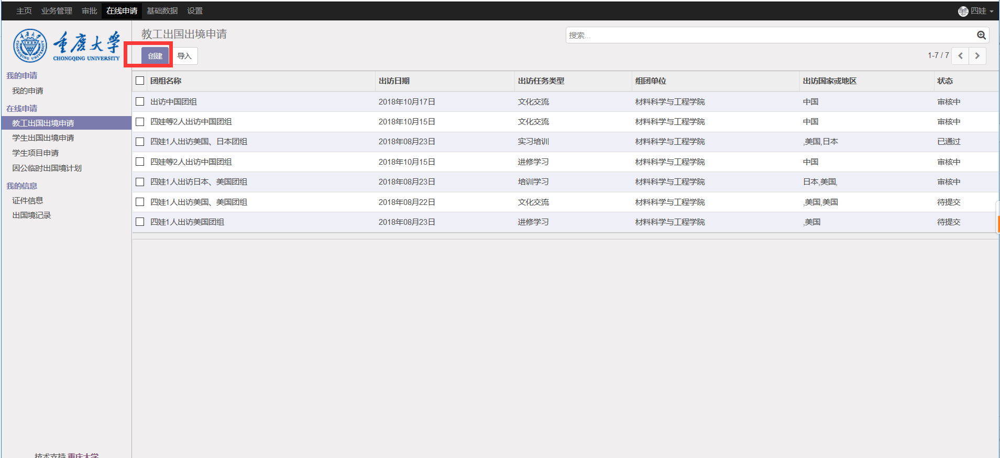 主页 业务管理 审批 在线申请 基础数据 设置 四娃
重庆大学
CHONGQING UNIVERSITY
教工出国出境申请
搜索...
创建 导入
1-7 / 7
我的申请
我的申请
在线申请
教工出国出境申请
学生出国出境申请
学生项目申请
因公临时出国境计划
我的信息
证件信息
出国境记录
团组名称 出访日期 出访任务类型 组团单位 出访国家或地区 状态
出访中国团组 2018年10月17日 文化交流 材料科学与工程学院 中国 审核中
四娃等2人出访中国团组 2018年10月15日 文化交流 材料科学与工程学院 中国 审核中
四娃1人出访美国、日本团组 2018年08月23日 实习培训 材料科学与工程学院 ,美国,日本 已通过
四娃等2人出访中国团组 2018年10月15日 进修学习 材料科学与工程学院 中国 审核中
四娃1人出访日本、美国团组 2018年08月23日 培训学习 材料科学与工程学院 日本,美国, 审核中
四娃1人出访美国、美国团组 2018年08月22日 文化交流 材料科学与工程学院 ,美国,美国 待提交
四娃1人出访美国团组 2018年08月23日 进修学习 材料科学与工程学院 ,美国 待提交
技术支持 重庆大学